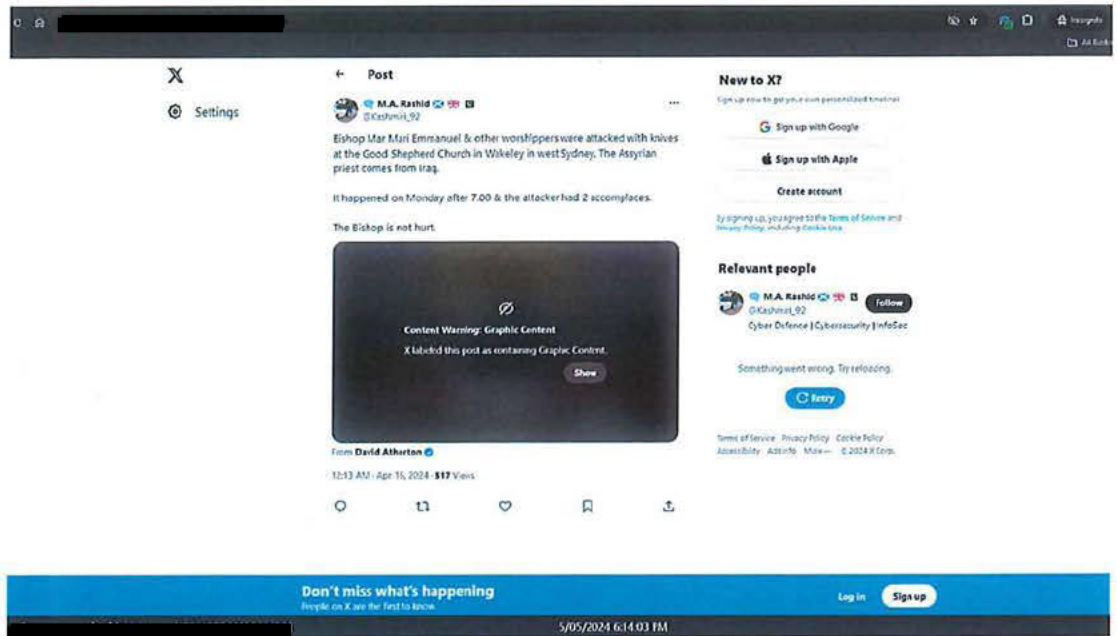 Incognito
All Book
Post
Settings
M.A. Rashid
@Kashmiri_92
Bishop Mar Mari Emmanuel & other worshippers were attacked with knives
at the Good Shepherd Church in Wakeley in west Sydney. The Assyrian
priest comes from Iraq.
It happened on Monday after 7.00 & the attacker had 2 accomplaces.
The Bishop is not hurt.
Content Warning: Graphic Content
X labeled this post as containing Graphic Content.
Show
From David Atherton
12:13 AM · Apr 16, 2024 · 517 Views
New to X?
Sign up now to get your own personalized timeline!
Sign up with Google
Sign up with Apple
Create account
By signing up, you agree to the Terms of Service and
Privacy Policy, including Cookie Use.
Relevant people
M.A. Rashid
Follow
@Kashmiri_92
Cyber Defence | Cybersecurity | InfoSec
Something went wrong. Try reloading.
Retry
Terms of Service Privacy Policy Cookie Policy
Accessibility Ads info More ··· © 2024 X Corp.
Don't miss what's happening
People on X are the first to know.
Log in
Sign up
5/05/2024 6:14:03 PM